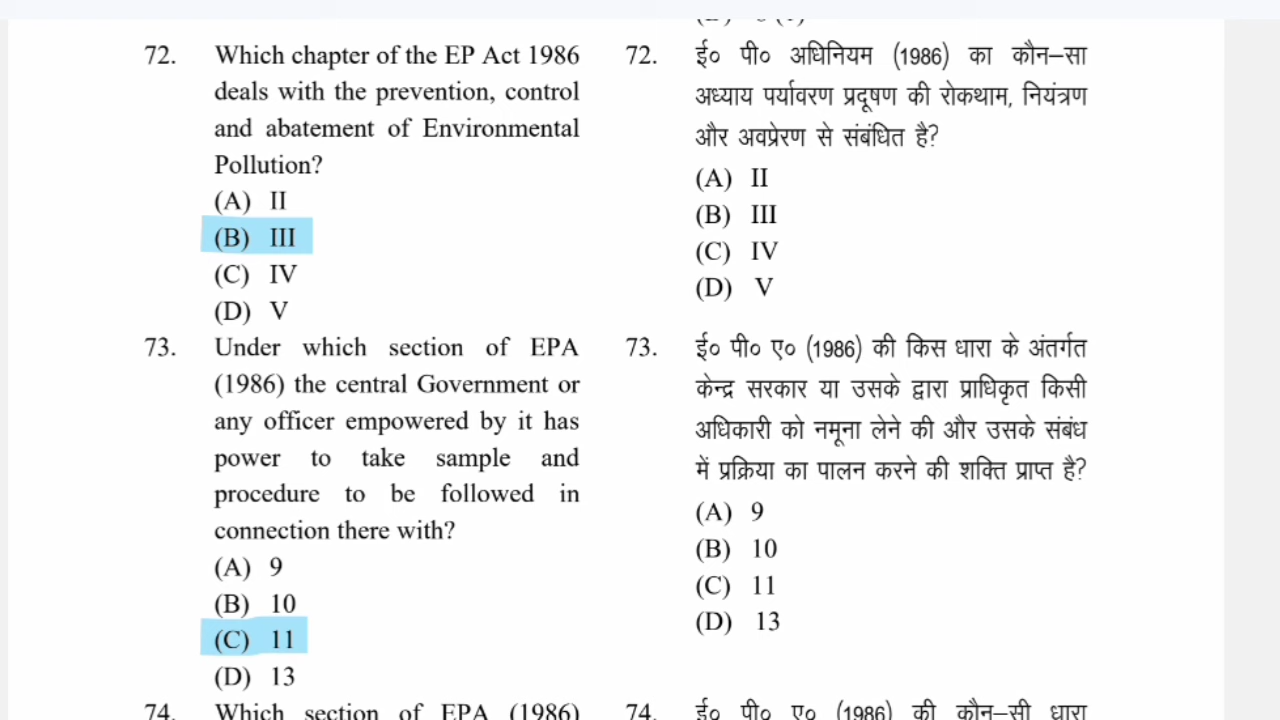 72. Which chapter of the EP Act 1986
deals with the prevention, control
and abatement of Environmental
Pollution?
(A) II
(B) III
(C) IV
(D) V
73. Under which section of EPA
(1986) the central Government or
any officer empowered by it has
power to take sample and
procedure to be followed in
connection there with?
(A) 9
(B) 10
(C) 11
(D) 13
74. Which section of EPA (1986)
72. ई० पी० अधिनियम (1986) का कौन–सा
अध्याय पर्यावरण प्रदूषण की रोकथाम, नियंत्रण
और अवप्रेरण से संबंधित है?
(A) II
(B) III
(C) IV
(D) V
73. ई० पी० ए० (1986) की किस धारा के अंतर्गत
केन्द्र सरकार या उसके द्वारा प्राधिकृत किसी
अधिकारी को नमूना लेने की और उसके संबंध
में प्रक्रिया का पालन करने की शक्ति प्राप्त है?
(A) 9
(B) 10
(C) 11
(D) 13
74. ई० पी० ए० (1986) की कौन–सी धारा